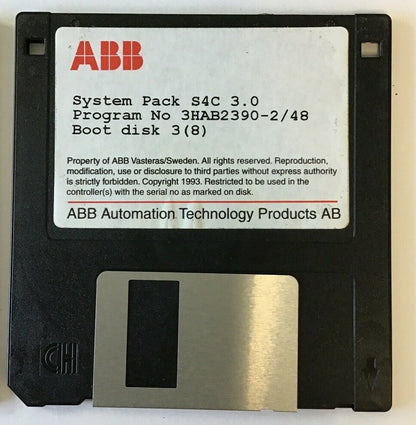 ABB
System Pack S4C 3.0
Program No 3HAB2390-2/48
Boot disk 3(8)
Property of ABB Vasteras/Sweden. All rights reserved. Reproduction,
modification, use or disclosure to third parties without express authority
is strictly forbidden. Copyright 1993. Restricted to be used in the
controller(s) with the serial no as marked on disk.
ABB Automation Technology Products AB